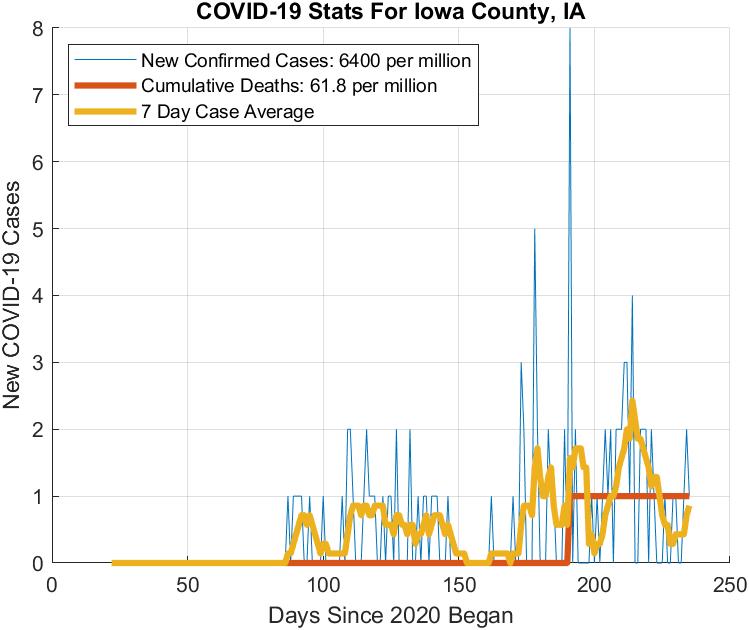 COVID-19 Stats For Iowa County, IA
New Confirmed Cases: 6400 per million
Cumulative Deaths: 61.8 per million
7 Day Case Average
New COVID-19 Cases
8
7
6
5
4
3
2
1
0
0 50 100 150 200 250
Days Since 2020 Began